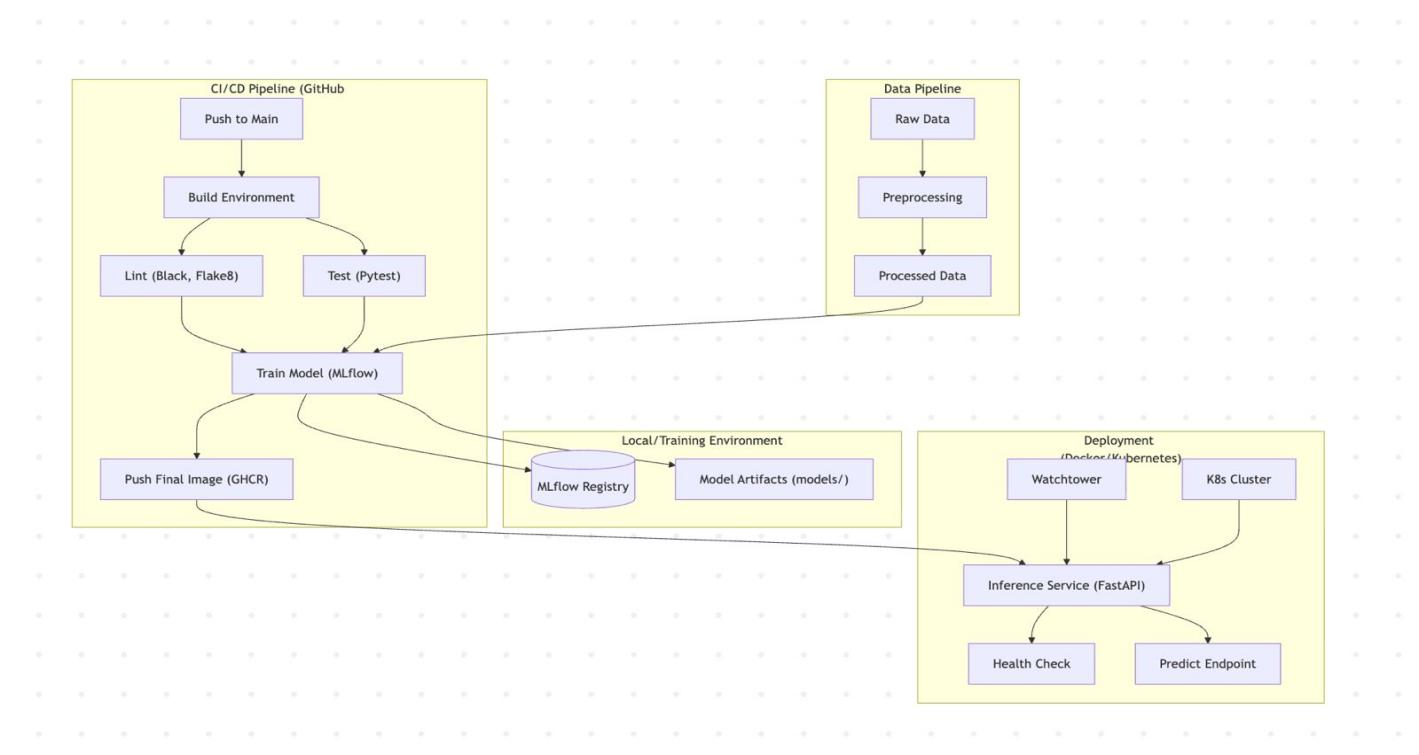 CI/CD Pipeline (GitHub
Push to Main
Build Environment
Lint (Black, Flake8)
Test (Pytest)
Train Model (MLflow)
Push Final Image (GHCR)
Data Pipeline
Raw Data
Preprocessing
Processed Data
Local/Training Environment
MLflow Registry
Model Artifacts (models/)
Deployment
(Docker/Kubernetes)
Watchtower
K8s Cluster
Inference Service (FastAPI)
Health Check
Predict Endpoint